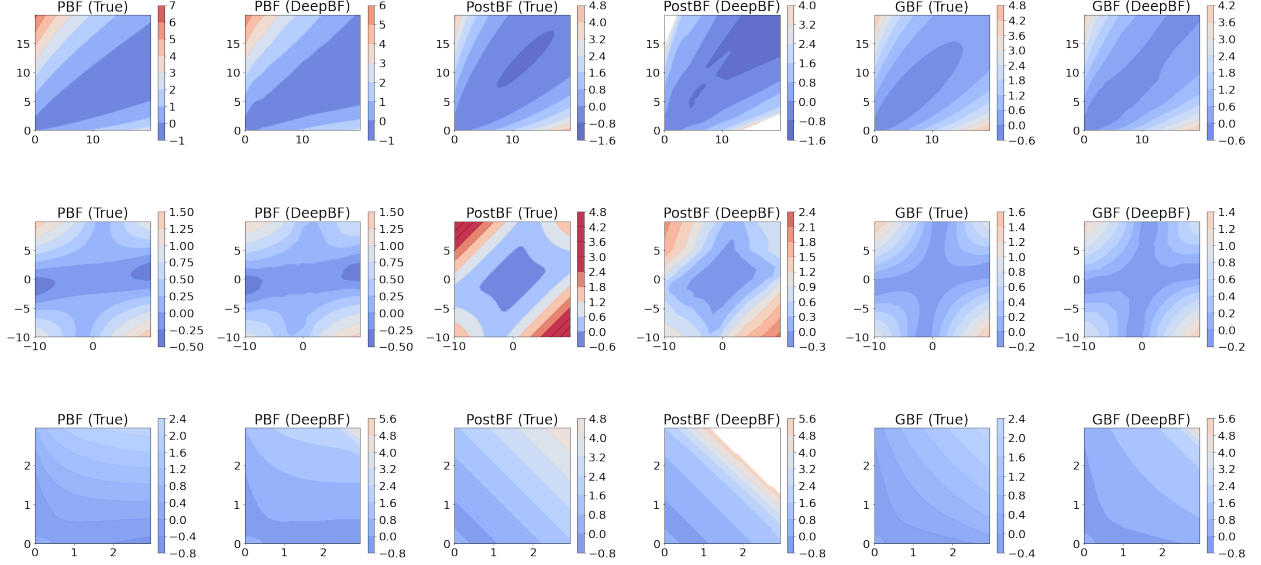 PBF (True) PBF (DeepBF) PostBF (True) PostBF (DeepBF) GBF (True) GBF (DeepBF)
15 10 5 0 0 10 7 6 5 4 3 2 1 0 −1
15 10 5 0 0 10 6 5 4 3 2 1 0 −1
15 10 5 0 0 10 4.8 4.0 3.2 2.4 1.6 0.8 0.0 −0.8 −1.6
15 10 5 0 0 10 4.0 3.2 2.4 1.6 0.8 0.0 −0.8 −1.6
15 10 5 0 0 10 4.8 4.2 3.6 3.0 2.4 1.8 1.2 0.6 0.0 −0.6
15 10 5 0 0 10 4.2 3.6 3.0 2.4 1.8 1.2 0.6 0.0 −0.6
PBF (True) PBF (DeepBF) PostBF (True) PostBF (DeepBF) GBF (True) GBF (DeepBF)
5 0 −5 −10 −10 0 1.50 1.25 1.00 0.75 0.50 0.25 0.00 −0.25 −0.50
5 0 −5 −10 −10 0 1.50 1.25 1.00 0.75 0.50 0.25 0.00 −0.25 −0.50
5 0 −5 −10 −10 0 4.8 4.2 3.6 3.0 2.4 1.8 1.2 0.6 0.0 −0.6
5 0 −5 −10 −10 0 2.4 2.1 1.8 1.5 1.2 0.9 0.6 0.3 0.0 −0.3
5 0 −5 −10 −10 0 1.6 1.4 1.2 1.0 0.8 0.6 0.4 0.2 0.0 −0.2
5 0 −5 −10 −10 0 1.4 1.2 1.0 0.8 0.6 0.4 0.2 0.0 −0.2
PBF (True) PBF (DeepBF) PostBF (True) PostBF (DeepBF) GBF (True) GBF (DeepBF)
2 1 0 0 1 2 2.4 2.0 1.6 1.2 0.8 0.4 0.0 −0.4 −0.8
2 1 0 0 1 2 5.6 4.8 4.0 3.2 2.4 1.6 0.8 0.0 −0.8
2 1 0 0 1 2 4.8 4.0 3.2 2.4 1.6 0.8 0.0 −0.8
2 1 0 0 1 2 5.6 4.8 4.0 3.2 2.4 1.6 0.8 0.0 −0.8
2 1 0 0 1 2 2.4 2.0 1.6 1.2 0.8 0.4 0.0 −0.4
2 1 0 0 1 2 5.6 4.8 4.0 3.2 2.4 1.6 0.8 0.0 −0.8